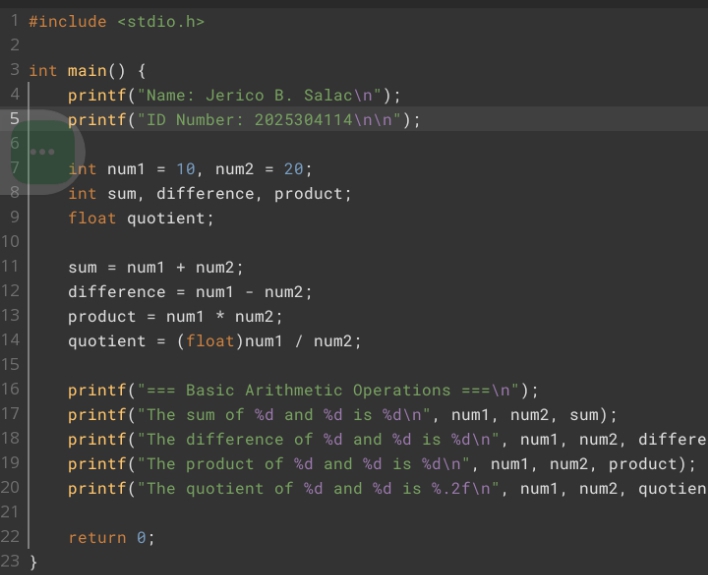 1 #include <stdio.h>
2
3 int main() {
4 printf("Name: Jerico B. Salac\n");
5 printf("ID Number: 2025304114\n\n");
6
7 int num1 = 10, num2 = 20;
8 int sum, difference, product;
9 float quotient;
10
11 sum = num1 + num2;
12 difference = num1 - num2;
13 product = num1 * num2;
14 quotient = (float)num1 / num2;
15
16 printf("=== Basic Arithmetic Operations ===\n");
17 printf("The sum of %d and %d is %d\n", num1, num2, sum);
18 printf("The difference of %d and %d is %d\n", num1, num2, differe
19 printf("The product of %d and %d is %d\n", num1, num2, product);
20 printf("The quotient of %d and %d is %.2f\n", num1, num2, quotien
21
22 return 0;
23 }